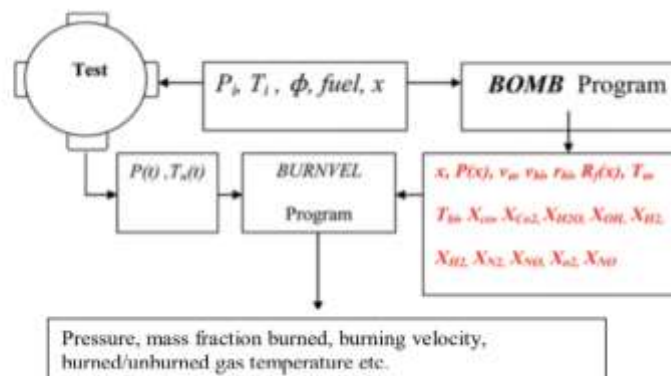 Test
P_i, T_i , ϕ, fuel, x
BOMB Program
P(t) ,T_u(t)
BURNVEL
Program
x, P(x), v_u, v_b, r_b, R_f(x), T_u,
T_b, X_co, X_Co2, X_H2O, X_OH, X_H2,
X_H2, X_N2, X_NO, X_o2, X_NO
Pressure, mass fraction burned, burning velocity,
burned/unburned gas temperature etc.